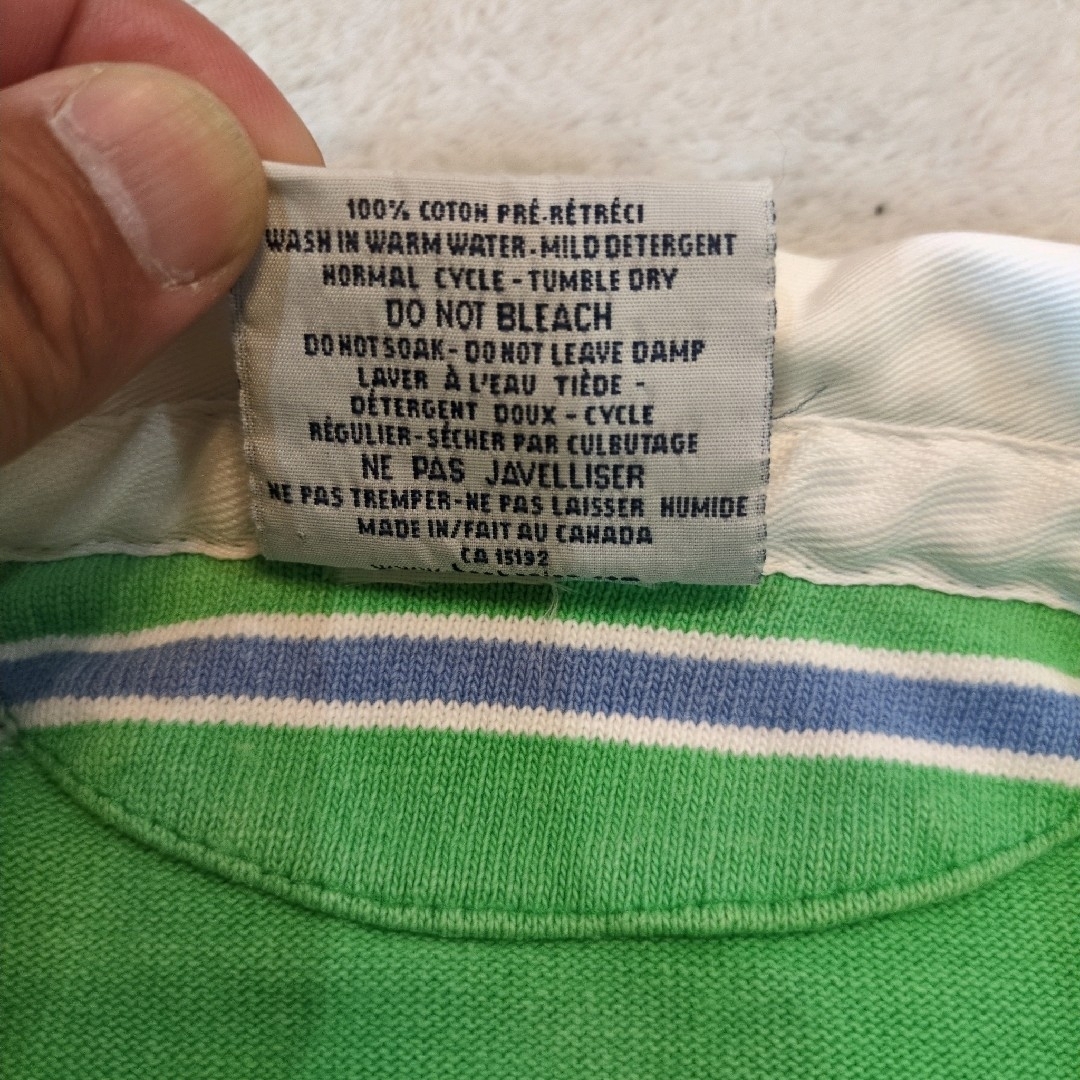 100% COTON PRÉ-RÉTRÉCI
WASH IN WARM WATER-MILD DETERGENT
NORMAL CYCLE - TUMBLE DRY
DO NOT BLEACH
DO NOT SOAK - DO NOT LEAVE DAMP
LAVER À L'EAU TIÈDE -
DÉTERGENT DOUX - CYCLE
RÉGULIER-SÉCHER PAR CULBUTAGE
NE PAS JAVELLISER
NE PAS TREMPER-NE PAS LAISSER HUMIDE
MADE IN/FAIT AU CANADA
CA 15192